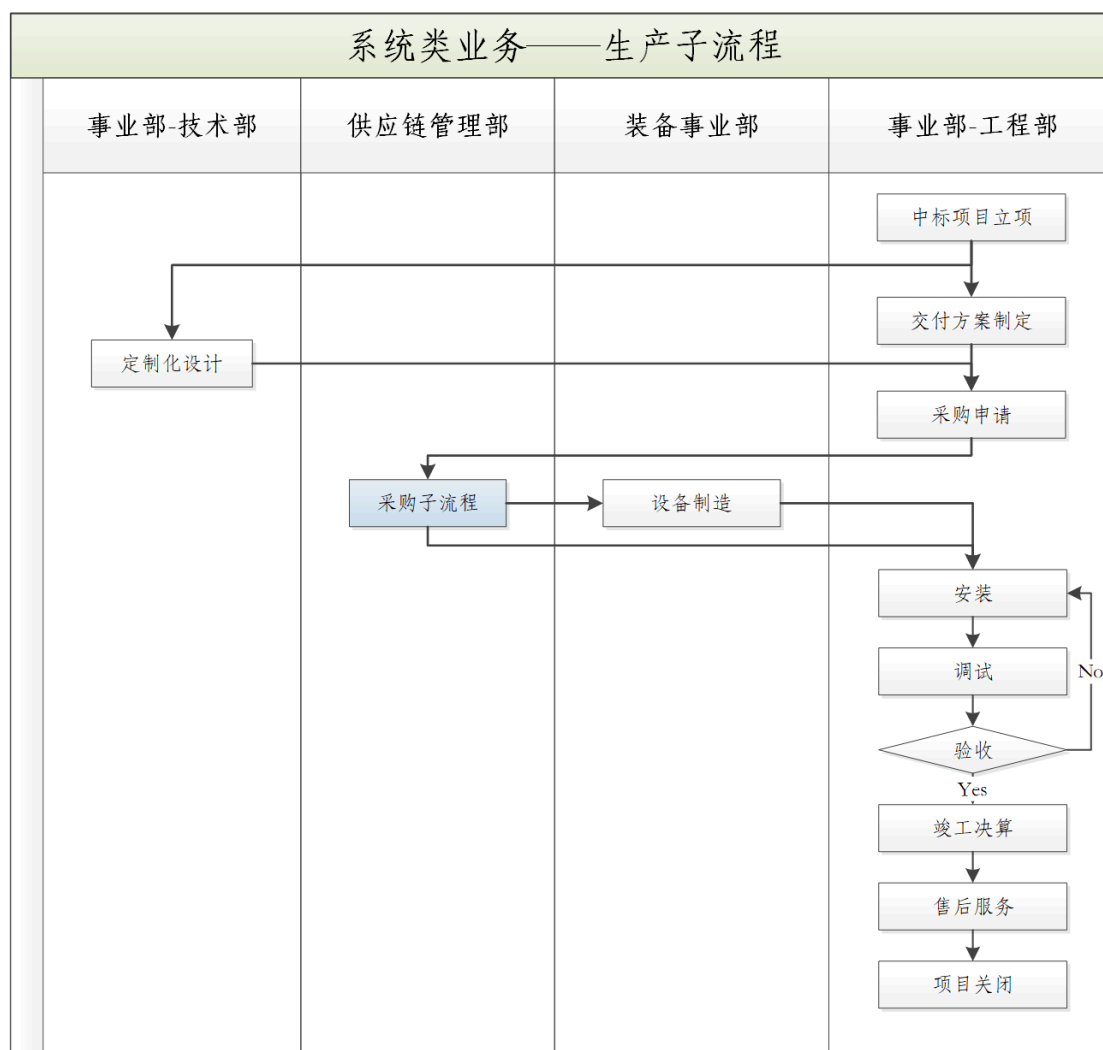 系统类业务——生产子流程
事业部-技术部
供应链管理部
装备事业部
事业部-工程部
中标项目立项
交付方案制定
定制化设计
采购申请
采购子流程
设备制造
安装
调试
No
验收
Yes
竣工决算
售后服务
项目关闭